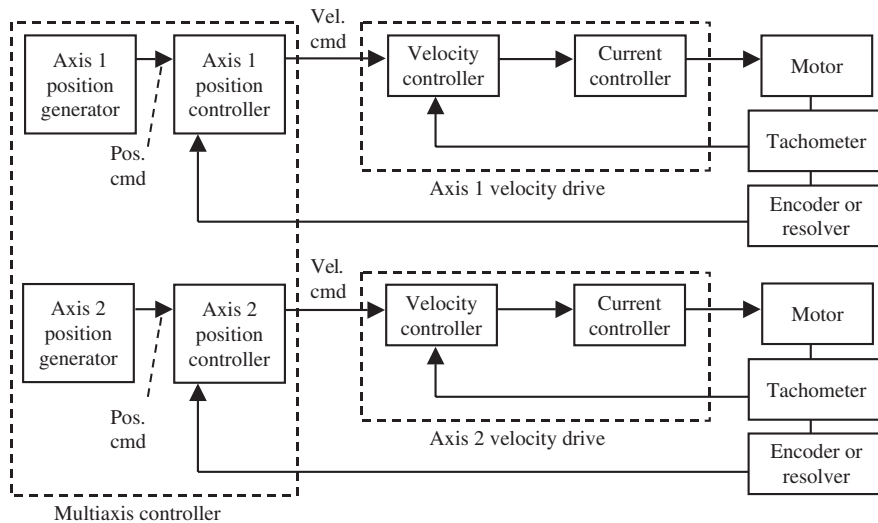 Vel.
cmd
Axis 1
position
generator
Axis 1
position
controller
Velocity
controller
Current
controller
Motor
Pos.
cmd
Tachometer
Axis 1 velocity drive
Encoder or
resolver
Vel.
cmd
Axis 2
position
generator
Axis 2
position
controller
Velocity
controller
Current
controller
Motor
Pos.
cmd
Tachometer
Axis 2 velocity drive
Encoder or
resolver
Multiaxis controller